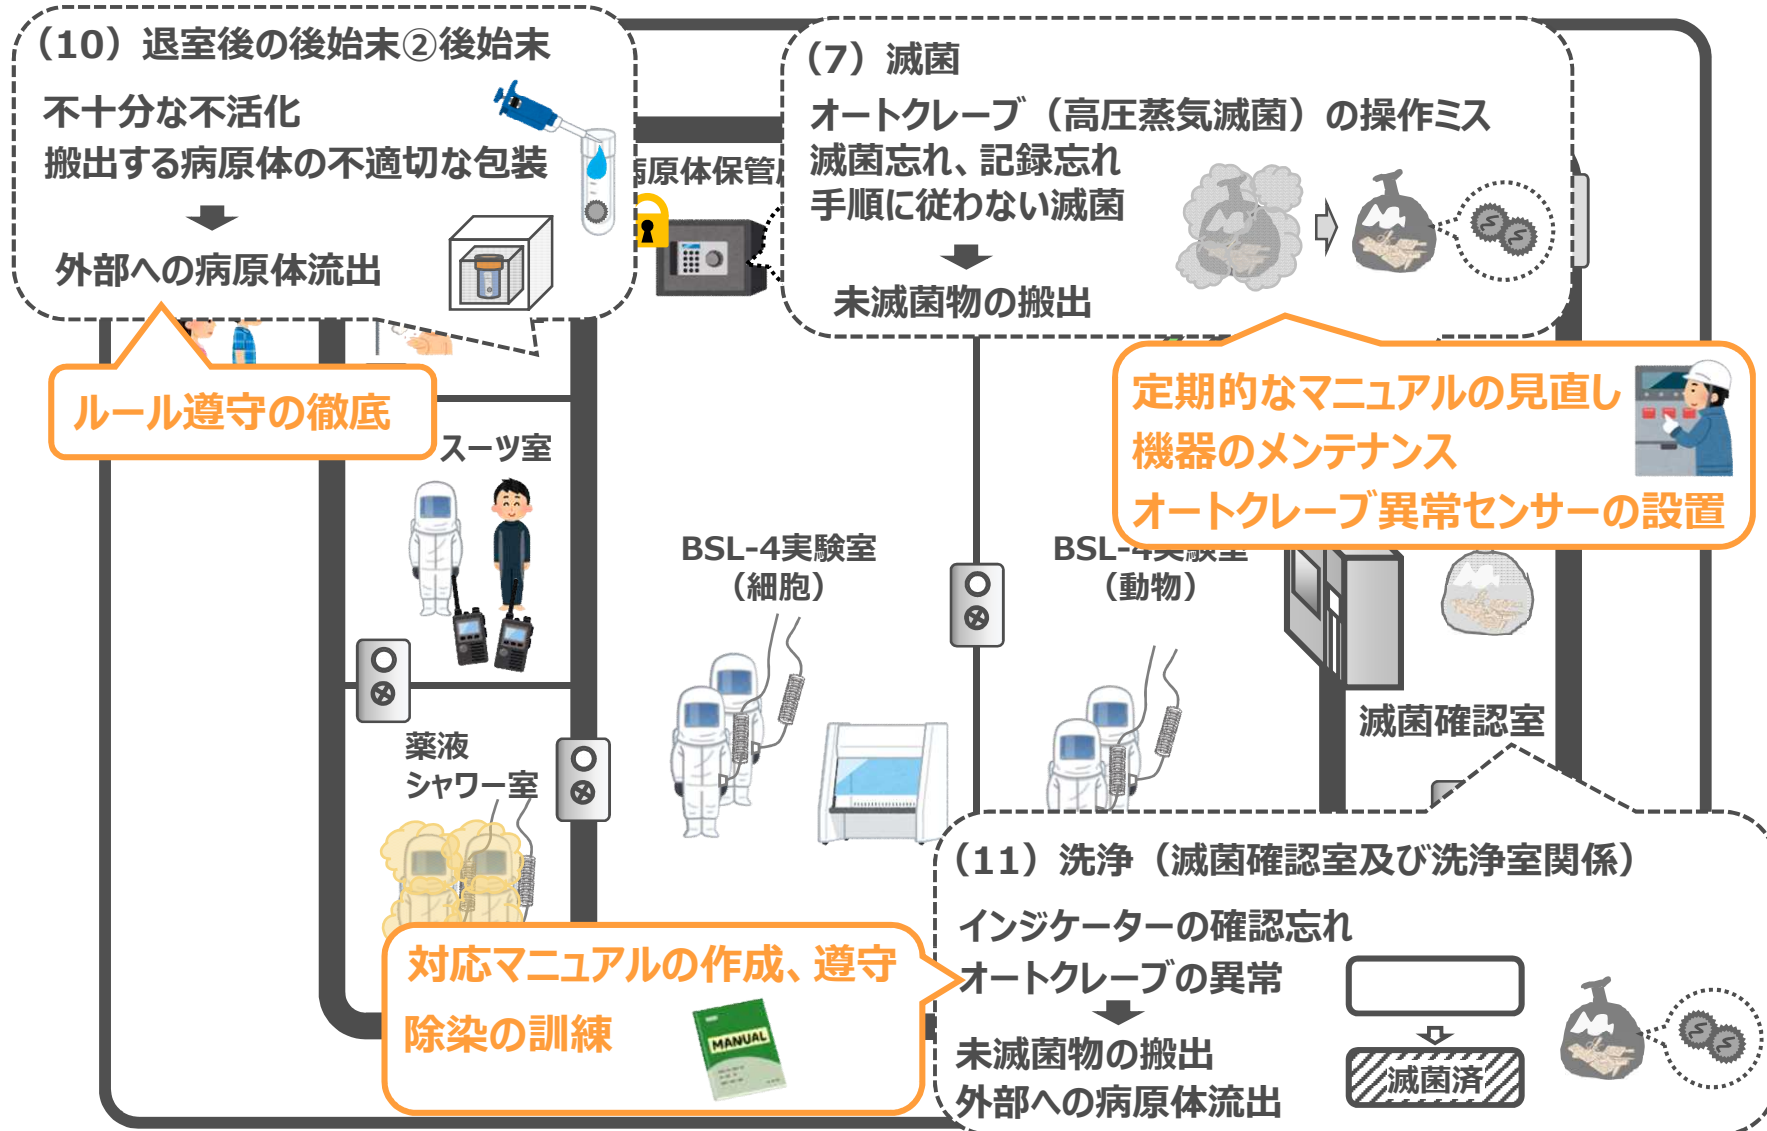 （10）退室後の後始末②後始末
不十分な不活化
搬出する病原体の不適切な包装
外部への病原体流出
ルール遵守の徹底
病原体保管
（7）滅菌
オートクレーブ（高圧蒸気滅菌）の操作ミス
滅菌忘れ、記録忘れ
手順に従わない滅菌
未滅菌物の搬出
定期的なマニュアルの見直し
機器のメンテナンス
オートクレーブ異常センサーの設置
スーツ室
BSL-4実験室
（細胞）
BSL-4実験室
（動物）
滅菌確認室
薬液
シャワー室
対応マニュアルの作成、遵守
除染の訓練
MANUAL
（11）洗浄（滅菌確認室及び洗浄室関係）
インジケーターの確認忘れ
オートクレーブの異常
未滅菌物の搬出
外部への病原体流出
滅菌済